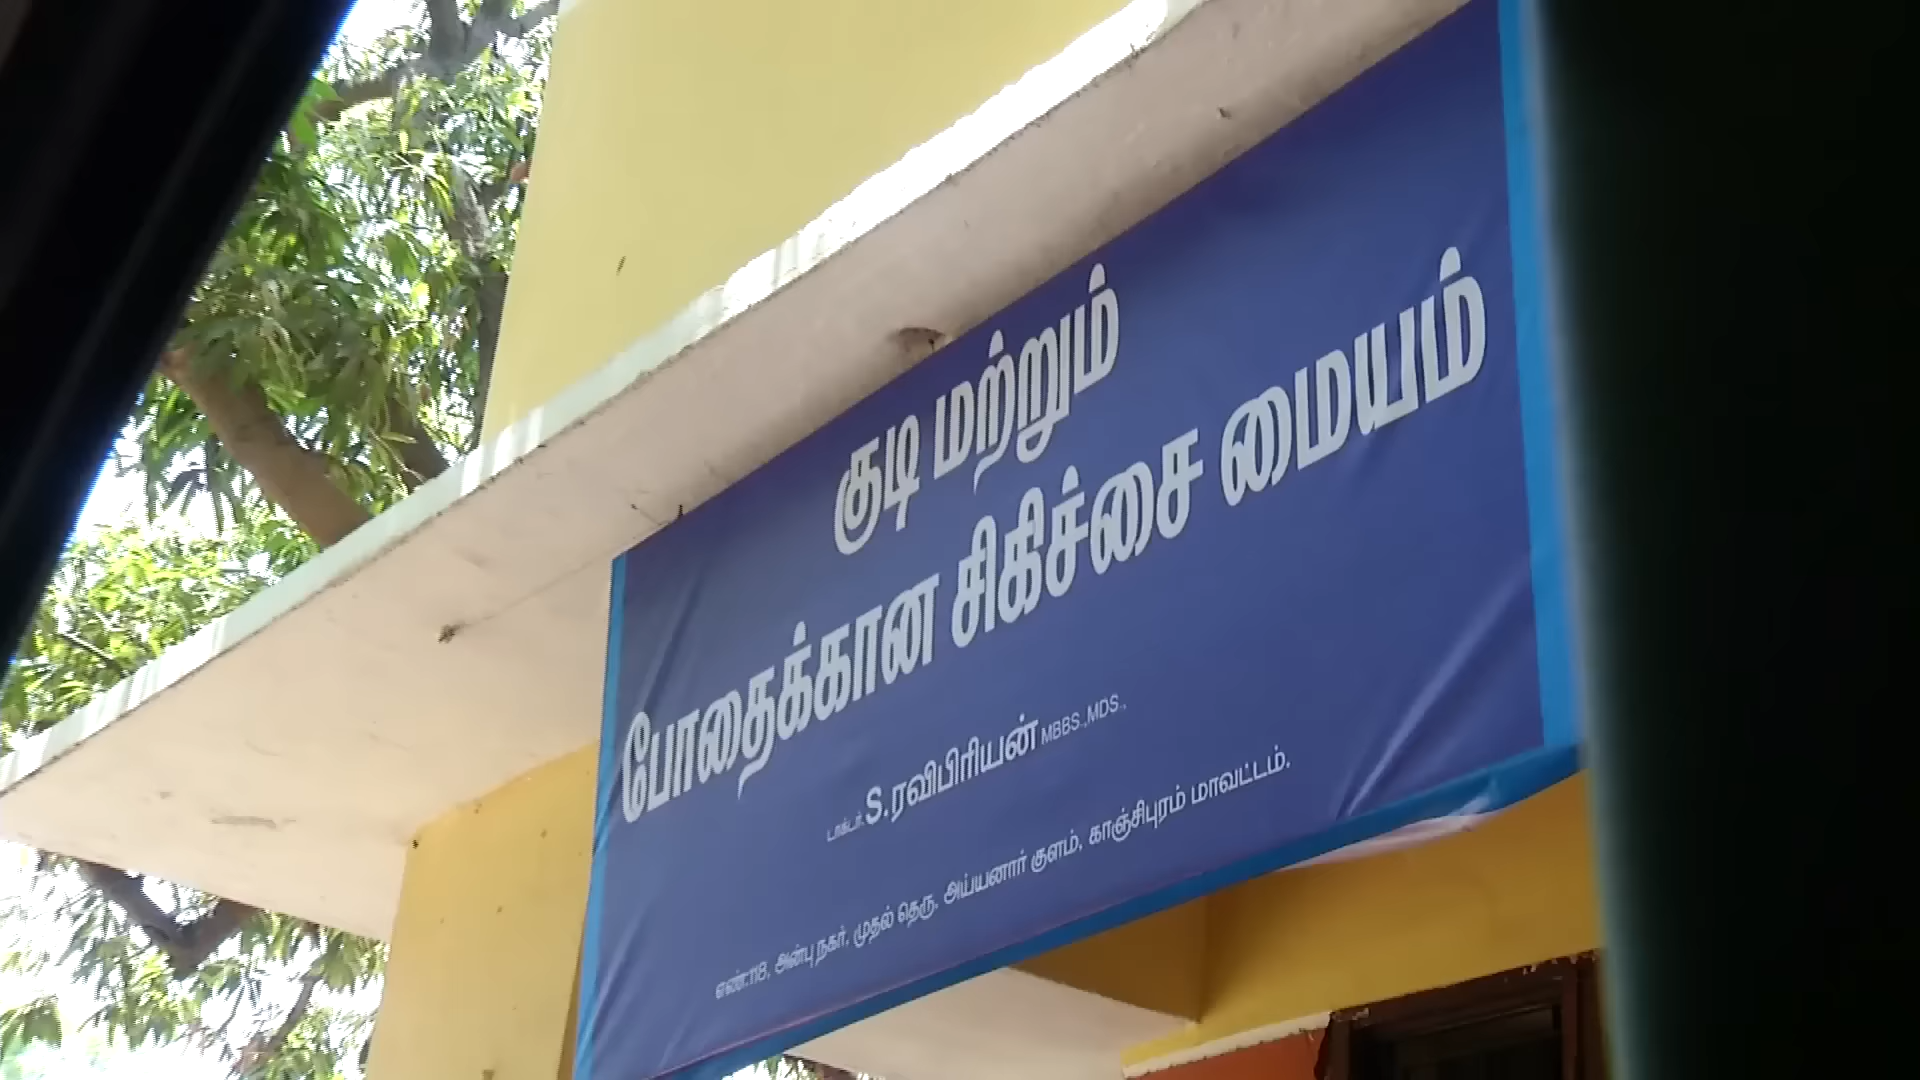 குடி மற்றும்
போதைக்கான சிகிச்சை மையம்
டாக்டர். S.ரவிபிரியன் MBBS.,MDS.,
எண்:118, அன்பு நகர், முதல் தெரு, அய்யனார் குளம், காஞ்சிபுரம் மாவட்டம்.